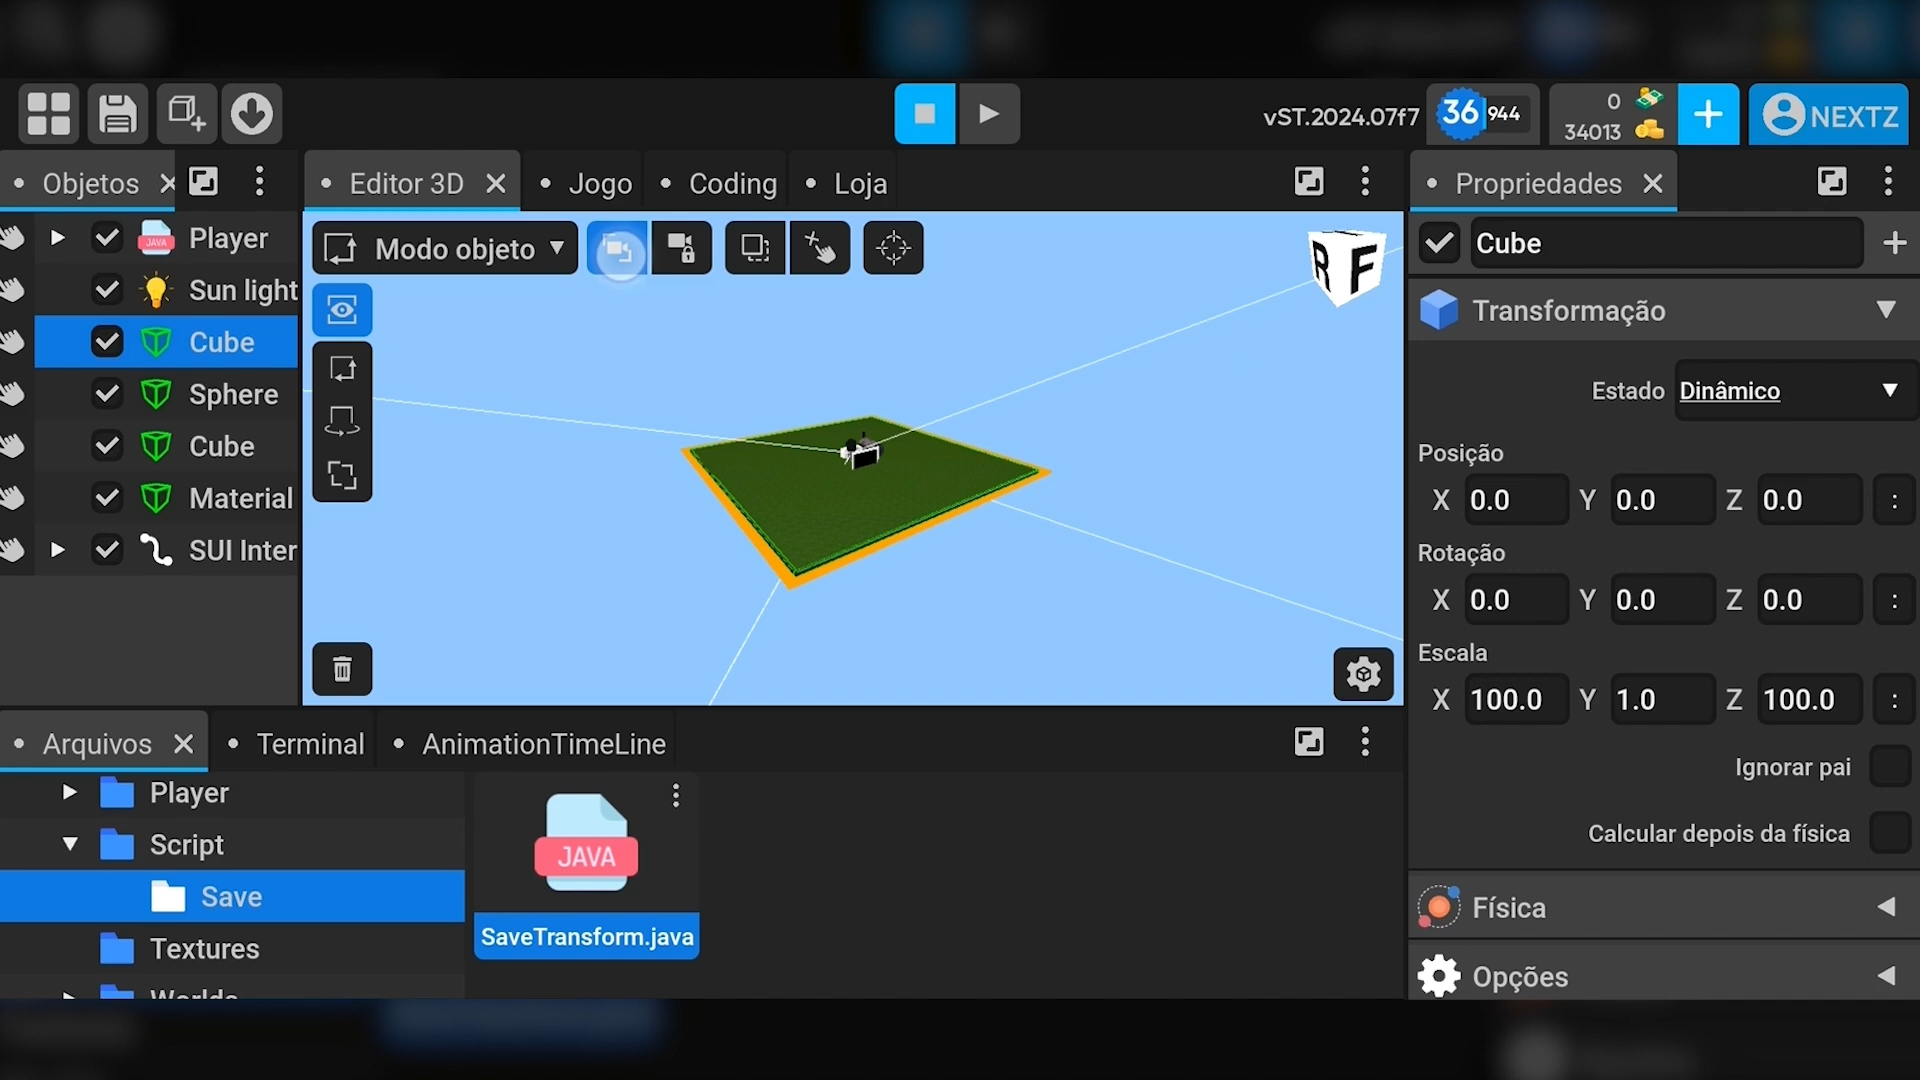 vST.2024.07f7
36
944
0
34013
NEXTZ
Objetos
Editor 3D
Jogo
Coding
Loja
Propriedades
JAVA
Player
Sun light
Cube
Sphere
Cube
Material
SUI Inter
Modo objeto
R
F
Cube
Transformação
Estado
Dinâmico
Posição
X 0.0 Y 0.0 Z 0.0 :
Rotação
X 0.0 Y 0.0 Z 0.0 :
Escala
X 100.0 Y 1.0 Z 100.0 :
Ignorar pai
Calcular depois da física
Física
Opções
Arquivos
Terminal
AnimationTimeLine
Player
Script
Save
Textures
Worlds
JAVA
SaveTransform.java